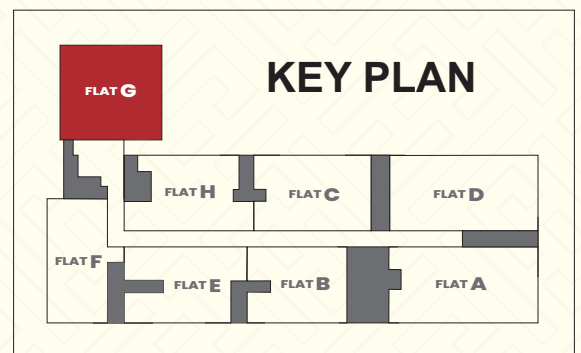 KEY PLAN
FLAT G
FLAT H
FLAT C
FLAT D
FLAT F
FLAT E
FLAT B
FLAT A